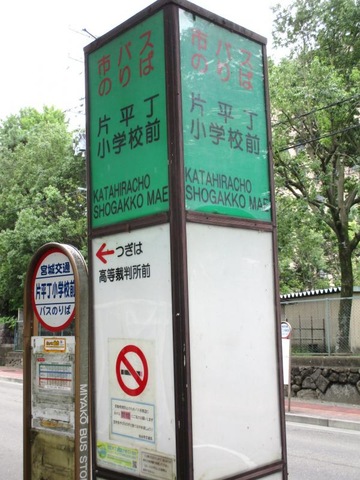 市バス
のりば
片平丁
小学校前
KATAHIRACHO
SHOGAKKO MAE
市バス
のりば
片平丁
小学校前
KATAHIRACHO
SHOGAKKO MAE
つぎは
高等裁判所前
宮城交通
片平丁小学校前
バスのりば
MIYAKO BUS STO